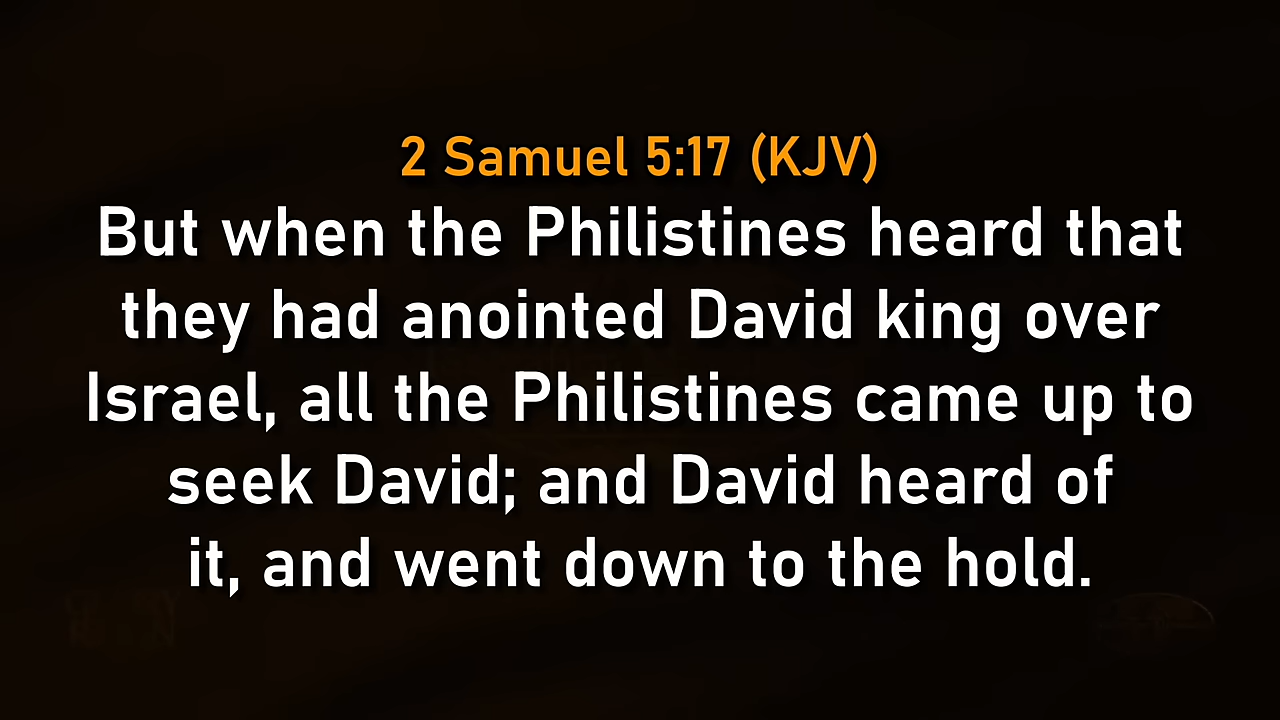 2 Samuel 5:17 (KJV)
But when the Philistines heard that
they had anointed David king over
Israel, all the Philistines came up to
seek David; and David heard of
it, and went down to the hold.